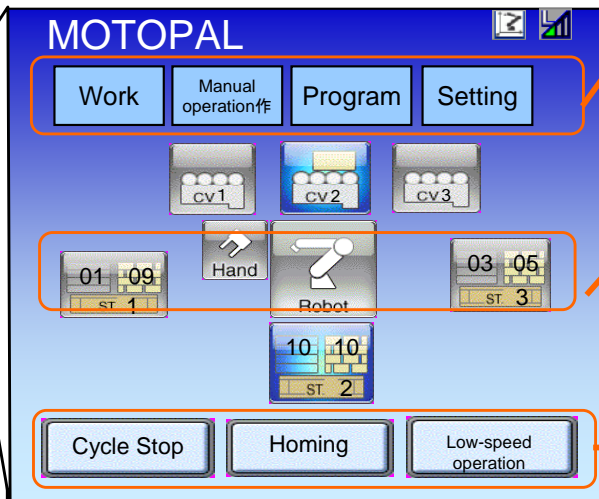 MOTOPAL
Work
Manual
operation作
Program
Setting
CV1
CV2
CV3
Hand
Robot
01 09
ST. 1
03 05
ST. 3
10 10
ST. 2
Cycle Stop
Homing
Low-speed
operation